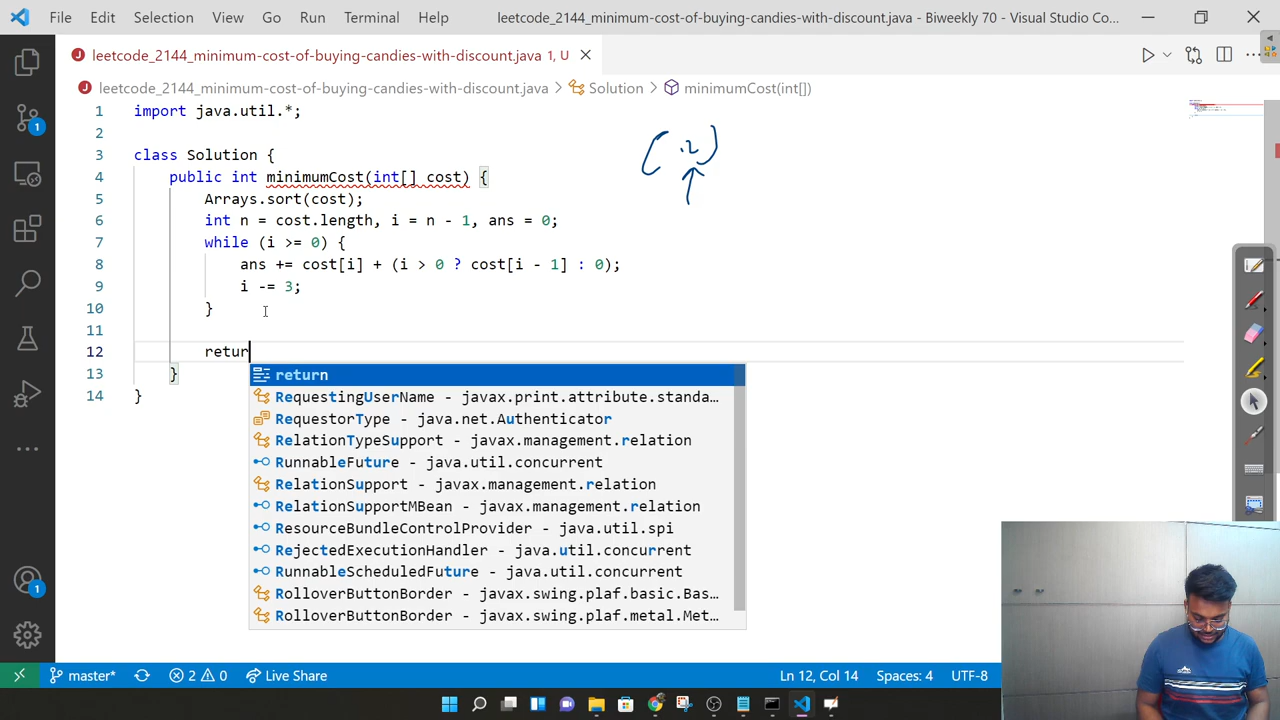 File Edit Selection View Go Run Terminal Help leetcode_2144_minimum-cost-of-buying-candies-with-discount.java - Biweekly 70 - Visual Studio Co...
leetcode_2144_minimum-cost-of-buying-candies-with-discount.java 1, U
leetcode_2144_minimum-cost-of-buying-candies-with-discount.java > Solution > minimumCost(int[])
1 import java.util.*;
2
3 class Solution {
4 public int minimumCost(int[] cost) {
5 Arrays.sort(cost);
6 int n = cost.length, i = n - 1, ans = 0;
7 while (i >= 0) {
8 ans += cost[i] + (i > 0 ? cost[i - 1] : 0);
9 i -= 3;
10 }
11
12 retur
13 }
14 }
return
RequestingUserName - javax.print.attribute.standa...
RequestorType - java.net.Authenticator
RelationTypeSupport - javax.management.relation
RunnableFuture - java.util.concurrent
RelationSupport - javax.management.relation
RelationSupportMBean - javax.management.relation
ResourceBundleControlProvider - java.util.spi
RejectedExecutionHandler - java.util.concurrent
RunnableScheduledFuture - java.util.concurrent
RolloverButtonBorder - javax.swing.plaf.basic.Bas...
RolloverButtonBorder - javax.swing.plaf.metal.Met...
1
1
master* 2 0 Live Share Ln 12, Col 14 Spaces: 4 UTF-8